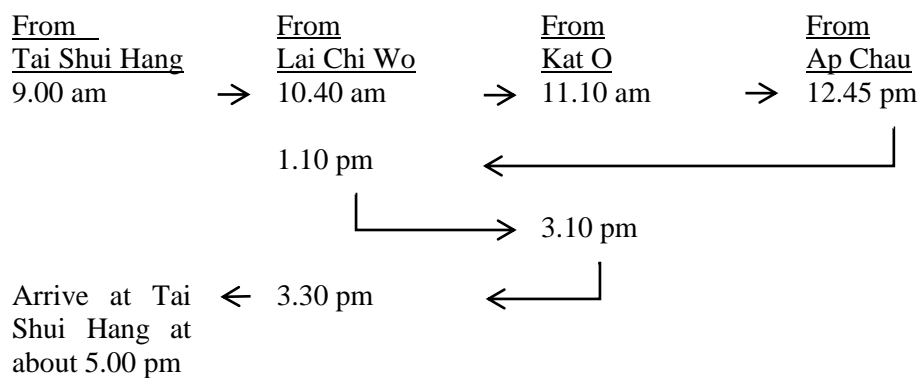 From From From From
Tai Shui Hang Lai Chi Wo Kat O Ap Chau
9.00 am → 10.40 am → 11.10 am → 12.45 pm
1.10 pm
3.10 pm
Arrive at Tai ← 3.30 pm
Shui Hang at
about 5.00 pm